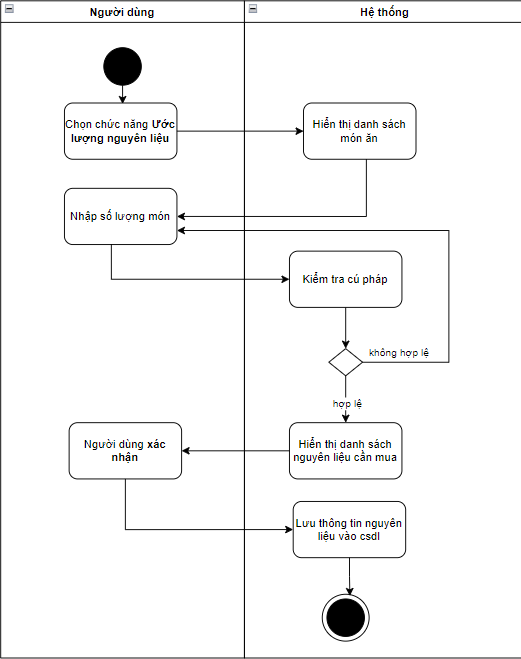 Người dùng
Hệ thống
Chọn chức năng Ước
lượng nguyên liệu
Hiển thị danh sách
món ăn
Nhập số lượng món
Kiểm tra cú pháp
không hợp lệ
hợp lệ
Người dùng xác
nhận
Hiển thị danh sách
nguyên liệu cần mua
Lưu thông tin nguyên
liệu vào csdl